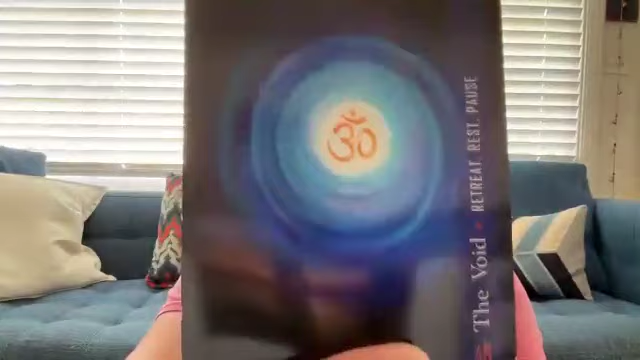 ॐ
The Void • RETREAT. REST. PAUSE